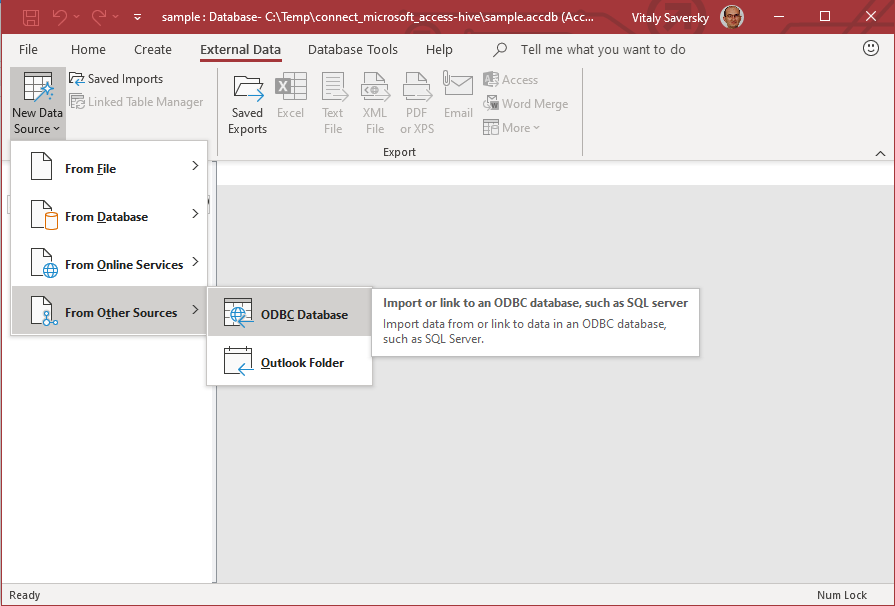 sample : Database- C:\Temp\connect_microsoft_access-hive\sample.accdb (Acc...
Vitaly Saversky
File
Home
Create
External Data
Database Tools
Help
Tell me what you want to do
New Data
Source
Saved Imports
Linked Table Manager
Saved
Exports
Excel
Text
File
XML
File
PDF
or XPS
Email
Access
Word Merge
More
Export
From File
From Database
From Online Services
From Other Sources
ODBC Database
Outlook Folder
Import or link to an ODBC database, such as SQL server
Import data from or link to data in an ODBC database,
such as SQL Server.
Ready
Num Lock